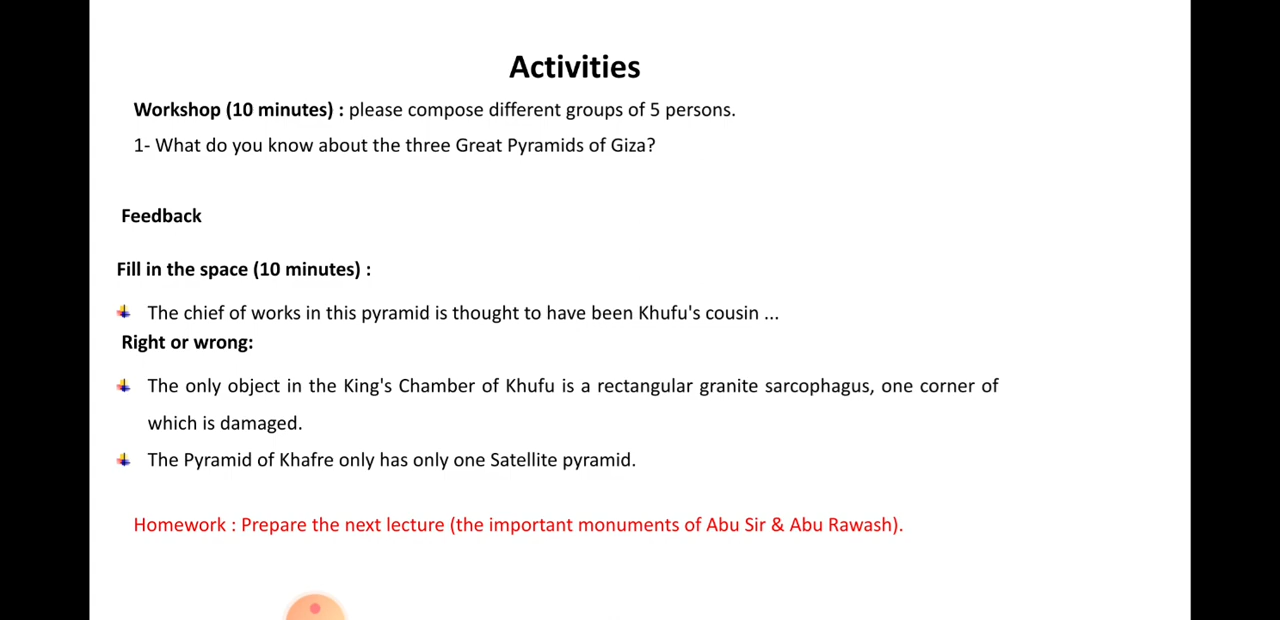 Activities
Workshop (10 minutes) : please compose different groups of 5 persons.
1- What do you know about the three Great Pyramids of Giza?
Feedback
Fill in the space (10 minutes) :
The chief of works in this pyramid is thought to have been Khufu's cousin ...
Right or wrong:
The only object in the King's Chamber of Khufu is a rectangular granite sarcophagus, one corner of
which is damaged.
The Pyramid of Khafre only has only one Satellite pyramid.
Homework : Prepare the next lecture (the important monuments of Abu Sir & Abu Rawash).